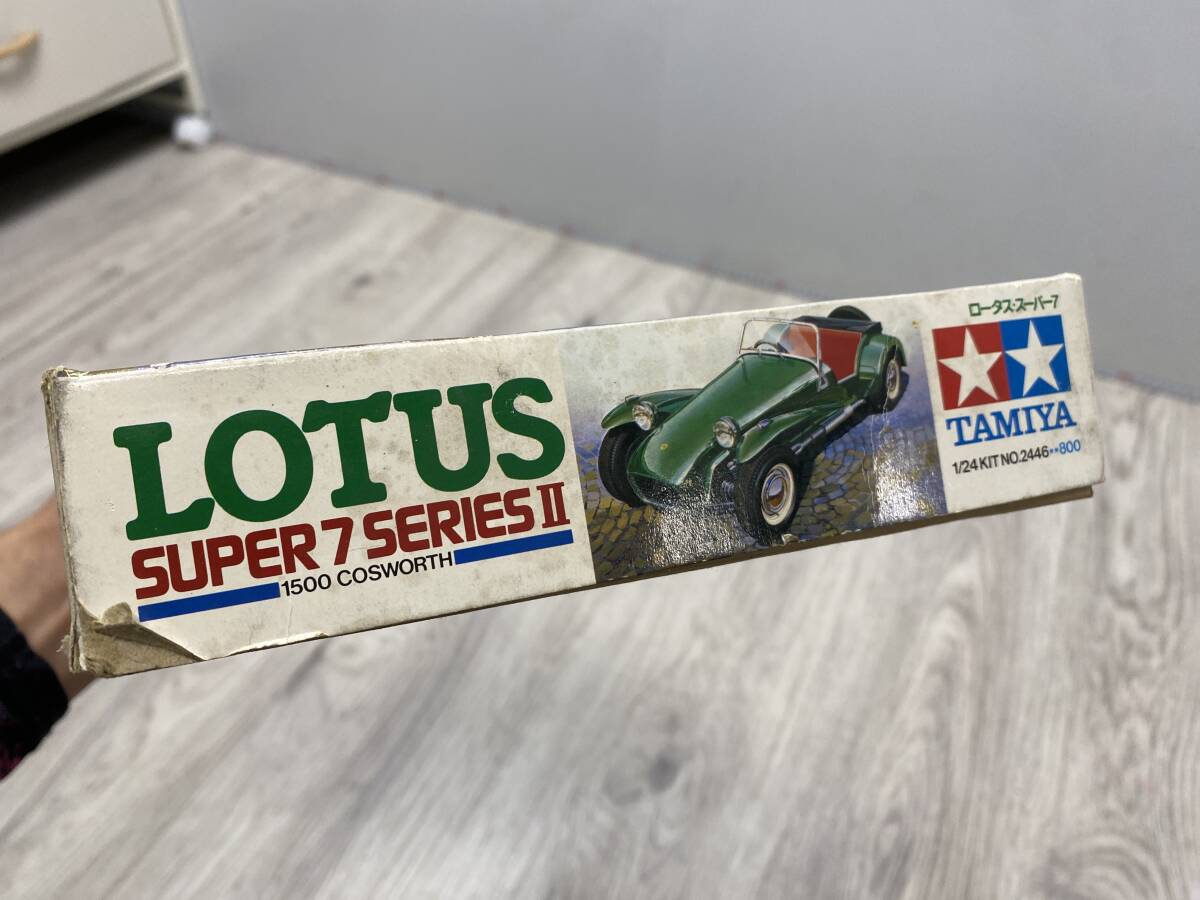 LOTUS
SUPER 7 SERIES II
1500 COSWORTH
ロータス・スーパー7
TAMIYA
1/24 KIT NO.2446**800